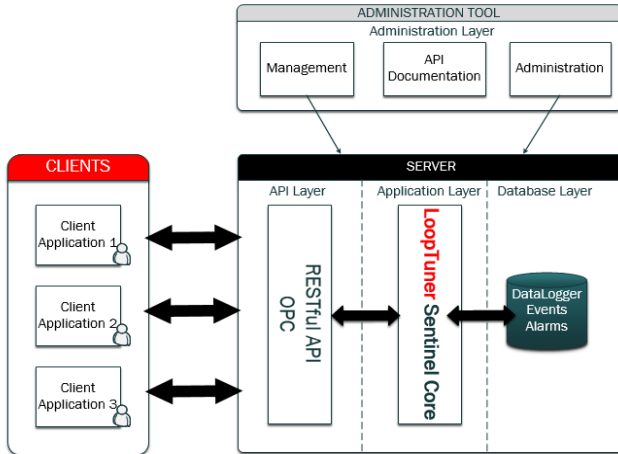 ADMINISTRATION TOOL
Administration Layer
Management
API
Documentation
Administration
CLIENTS
Client
Application 1
Client
Application 2
Client
Application 3
SERVER
API Layer
Application Layer
Database Layer
RESTful API
OPC
LoopTuner Sentinel Core
DataLogger
Events
Alarms